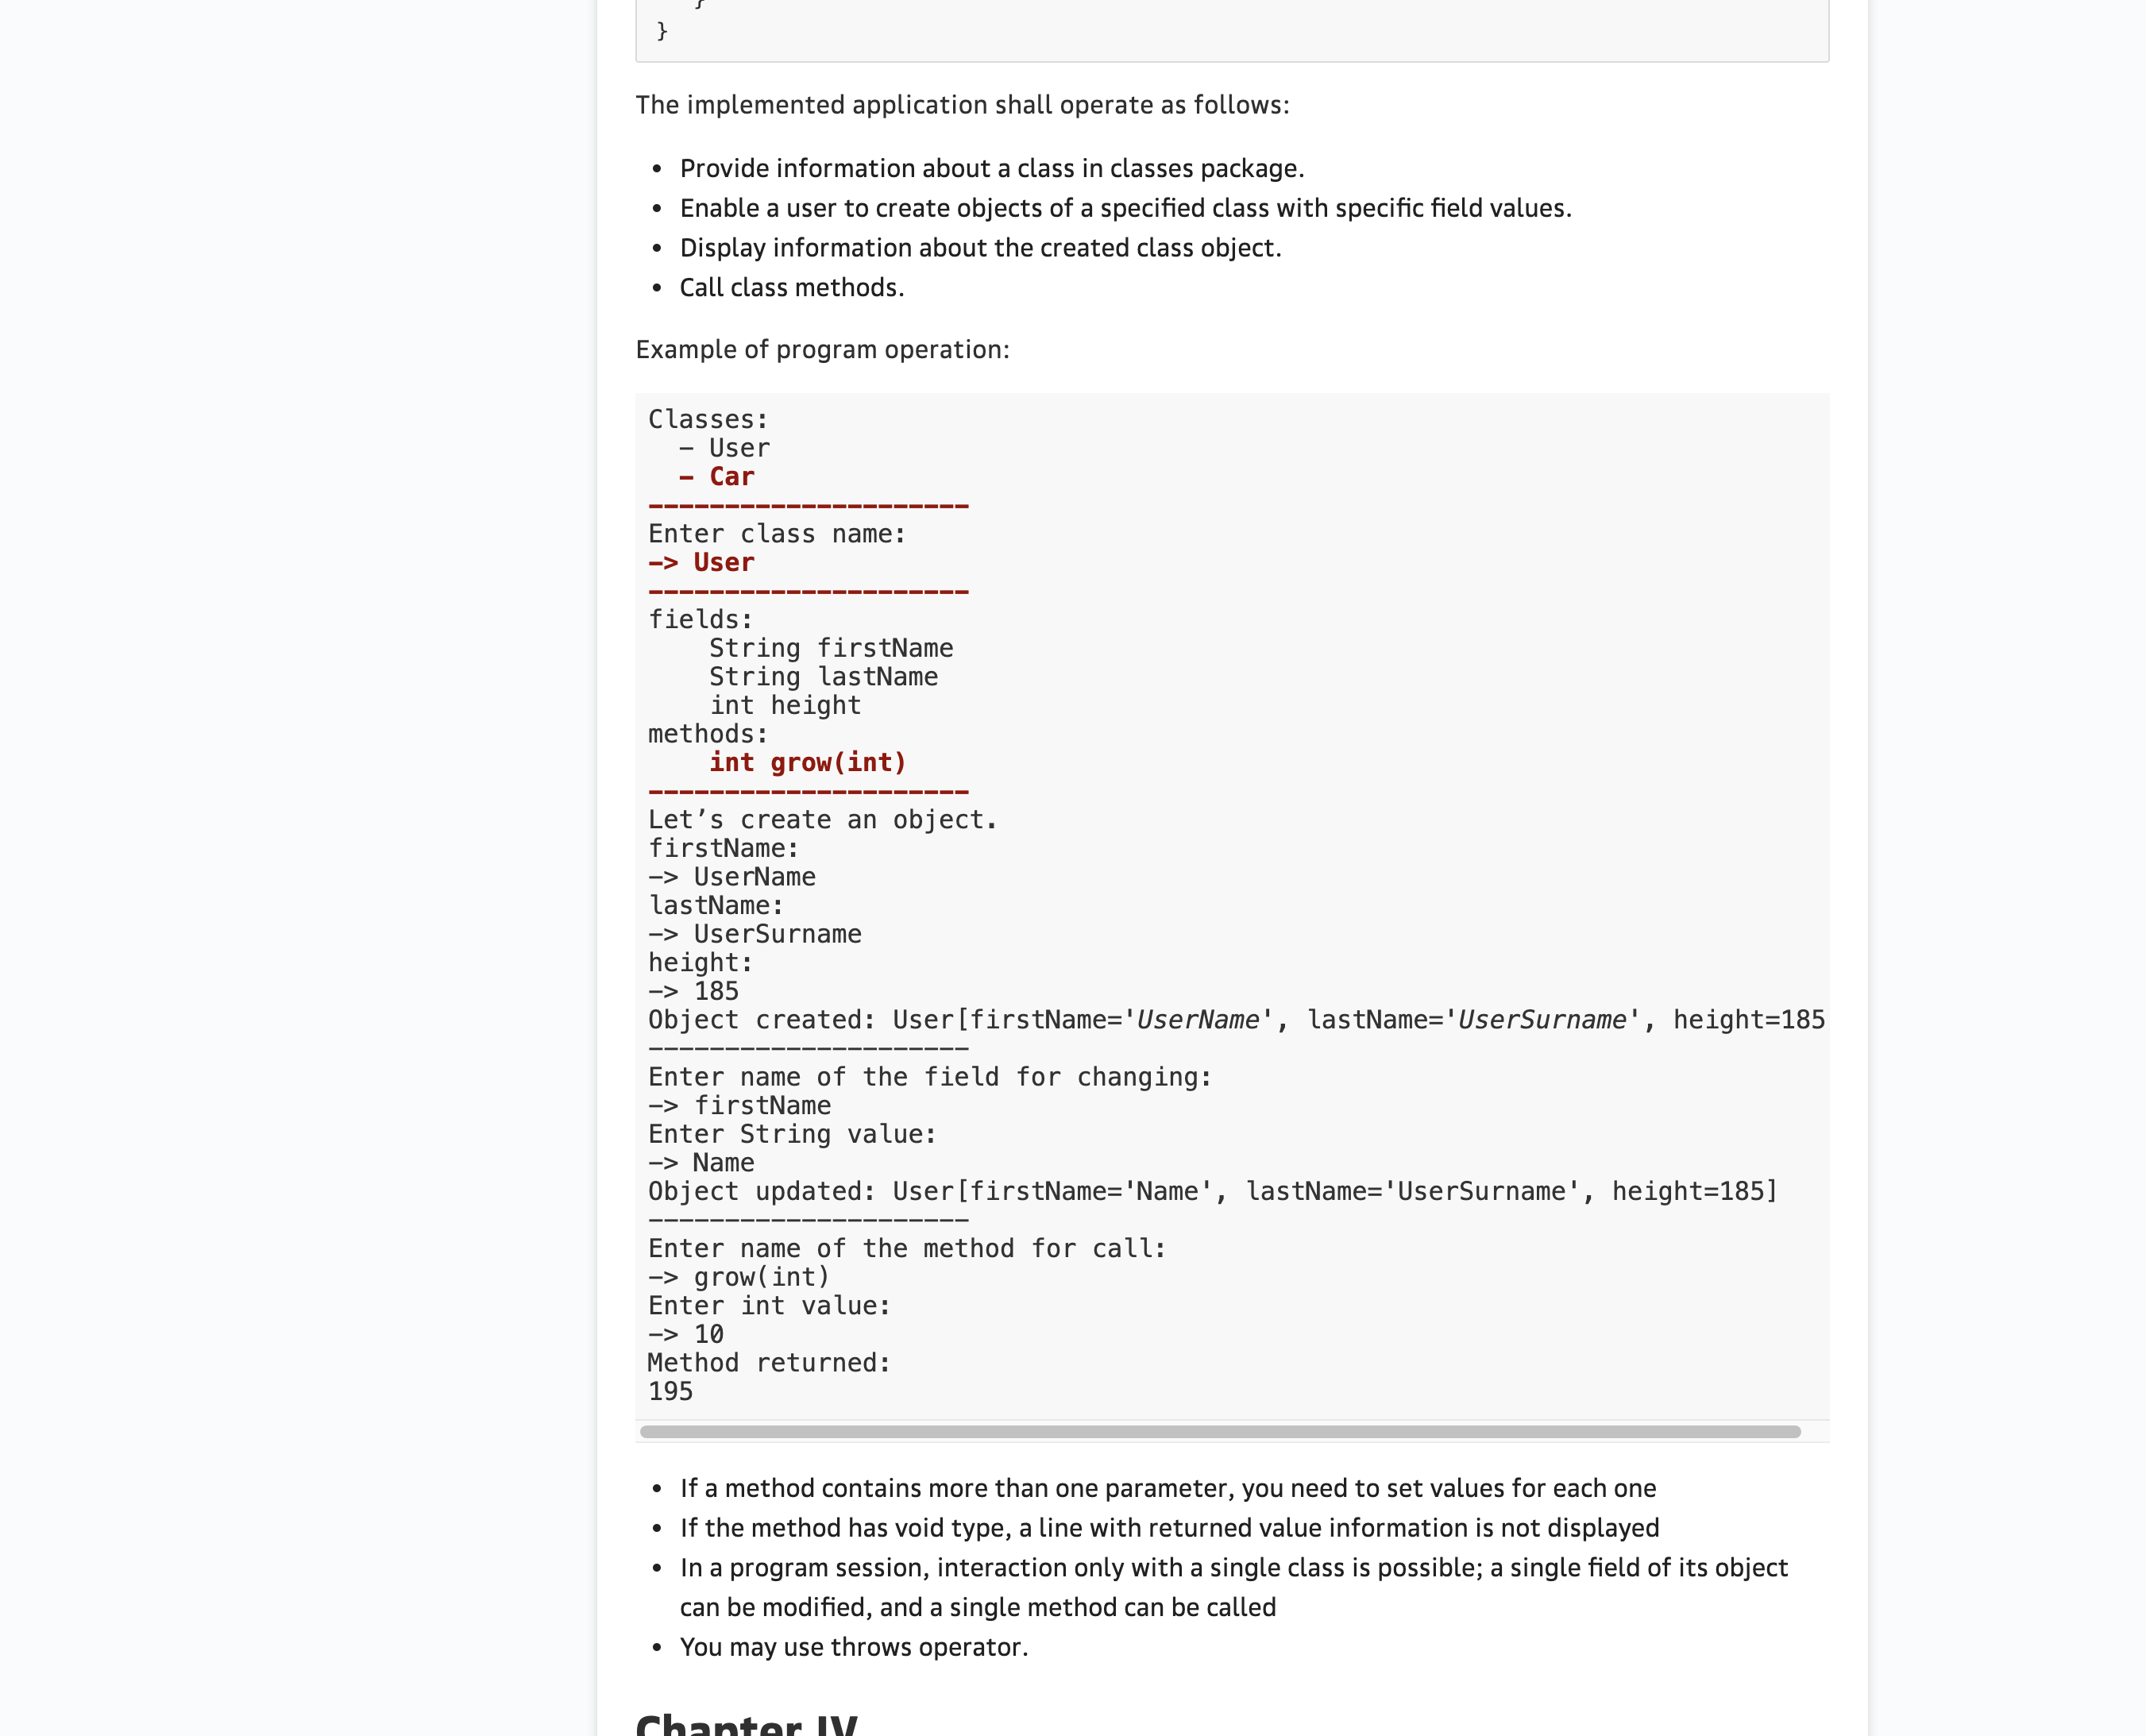 }
}
The implemented application shall operate as follows:
• Provide information about a class in classes package.
• Enable a user to create objects of a specified class with specific field values.
• Display information about the created class object.
• Call class methods.
Example of program operation:
Classes:
  - User
  - Car
---------------------
Enter class name:
-> User
---------------------
fields:
    String firstName
    String lastName
    int height
methods:
    int grow(int)
---------------------
Let’s create an object.
firstName:
-> UserName
lastName:
-> UserSurname
height:
-> 185
Object created: User[firstName='UserName', lastName='UserSurname', height=185
---------------------
Enter name of the field for changing:
-> firstName
Enter String value:
-> Name
Object updated: User[firstName='Name', lastName='UserSurname', height=185]
---------------------
Enter name of the method for call:
-> grow(int)
Enter int value:
-> 10
Method returned:
195
• If a method contains more than one parameter, you need to set values for each one
• If the method has void type, a line with returned value information is not displayed
• In a program session, interaction only with a single class is possible; a single field of its object
can be modified, and a single method can be called
• You may use throws operator.
Chapter IV